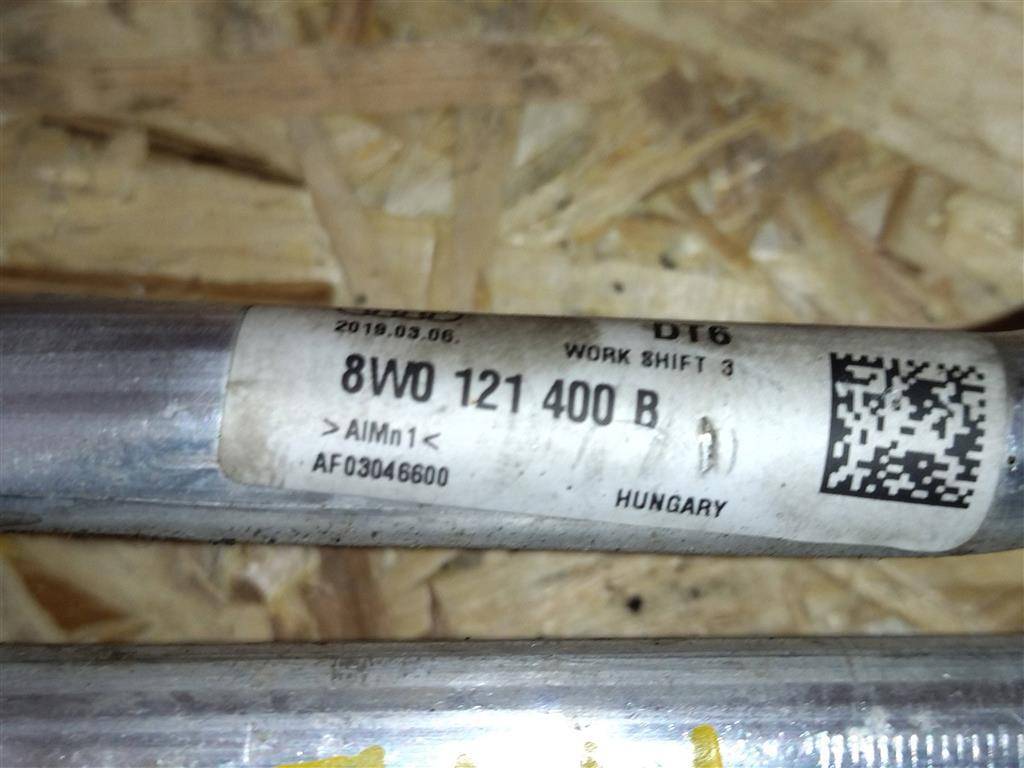 2019.03.06.
DT6
WORK SHIFT 3
8W0 121 400 B
>AlMn1<
AF03046600
HUNGARY